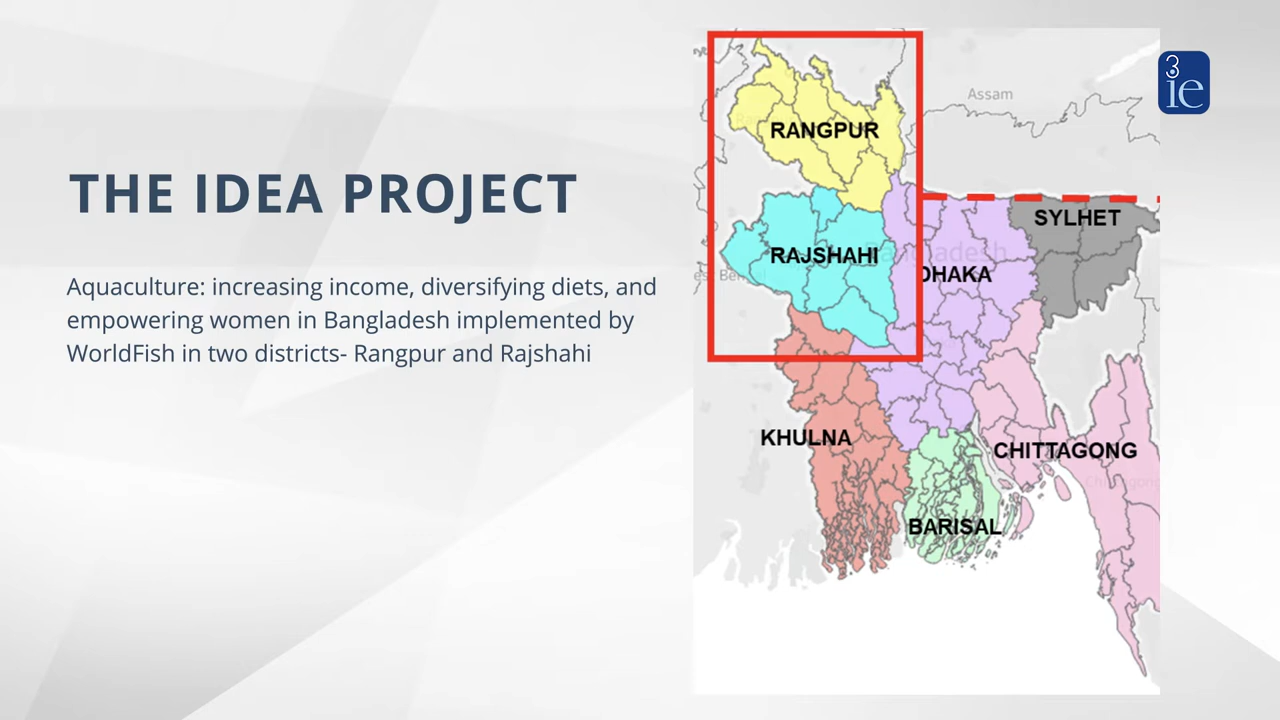 THE IDEA PROJECT
Aquaculture: increasing income, diversifying diets, and
empowering women in Bangladesh implemented by
WorldFish in two districts- Rangpur and Rajshahi
3ie
Assam
RANGPUR
SYLHET
RAJSHAHI
Bangladesh
DHAKA
KHULNA
CHITTAGONG
BARISAL